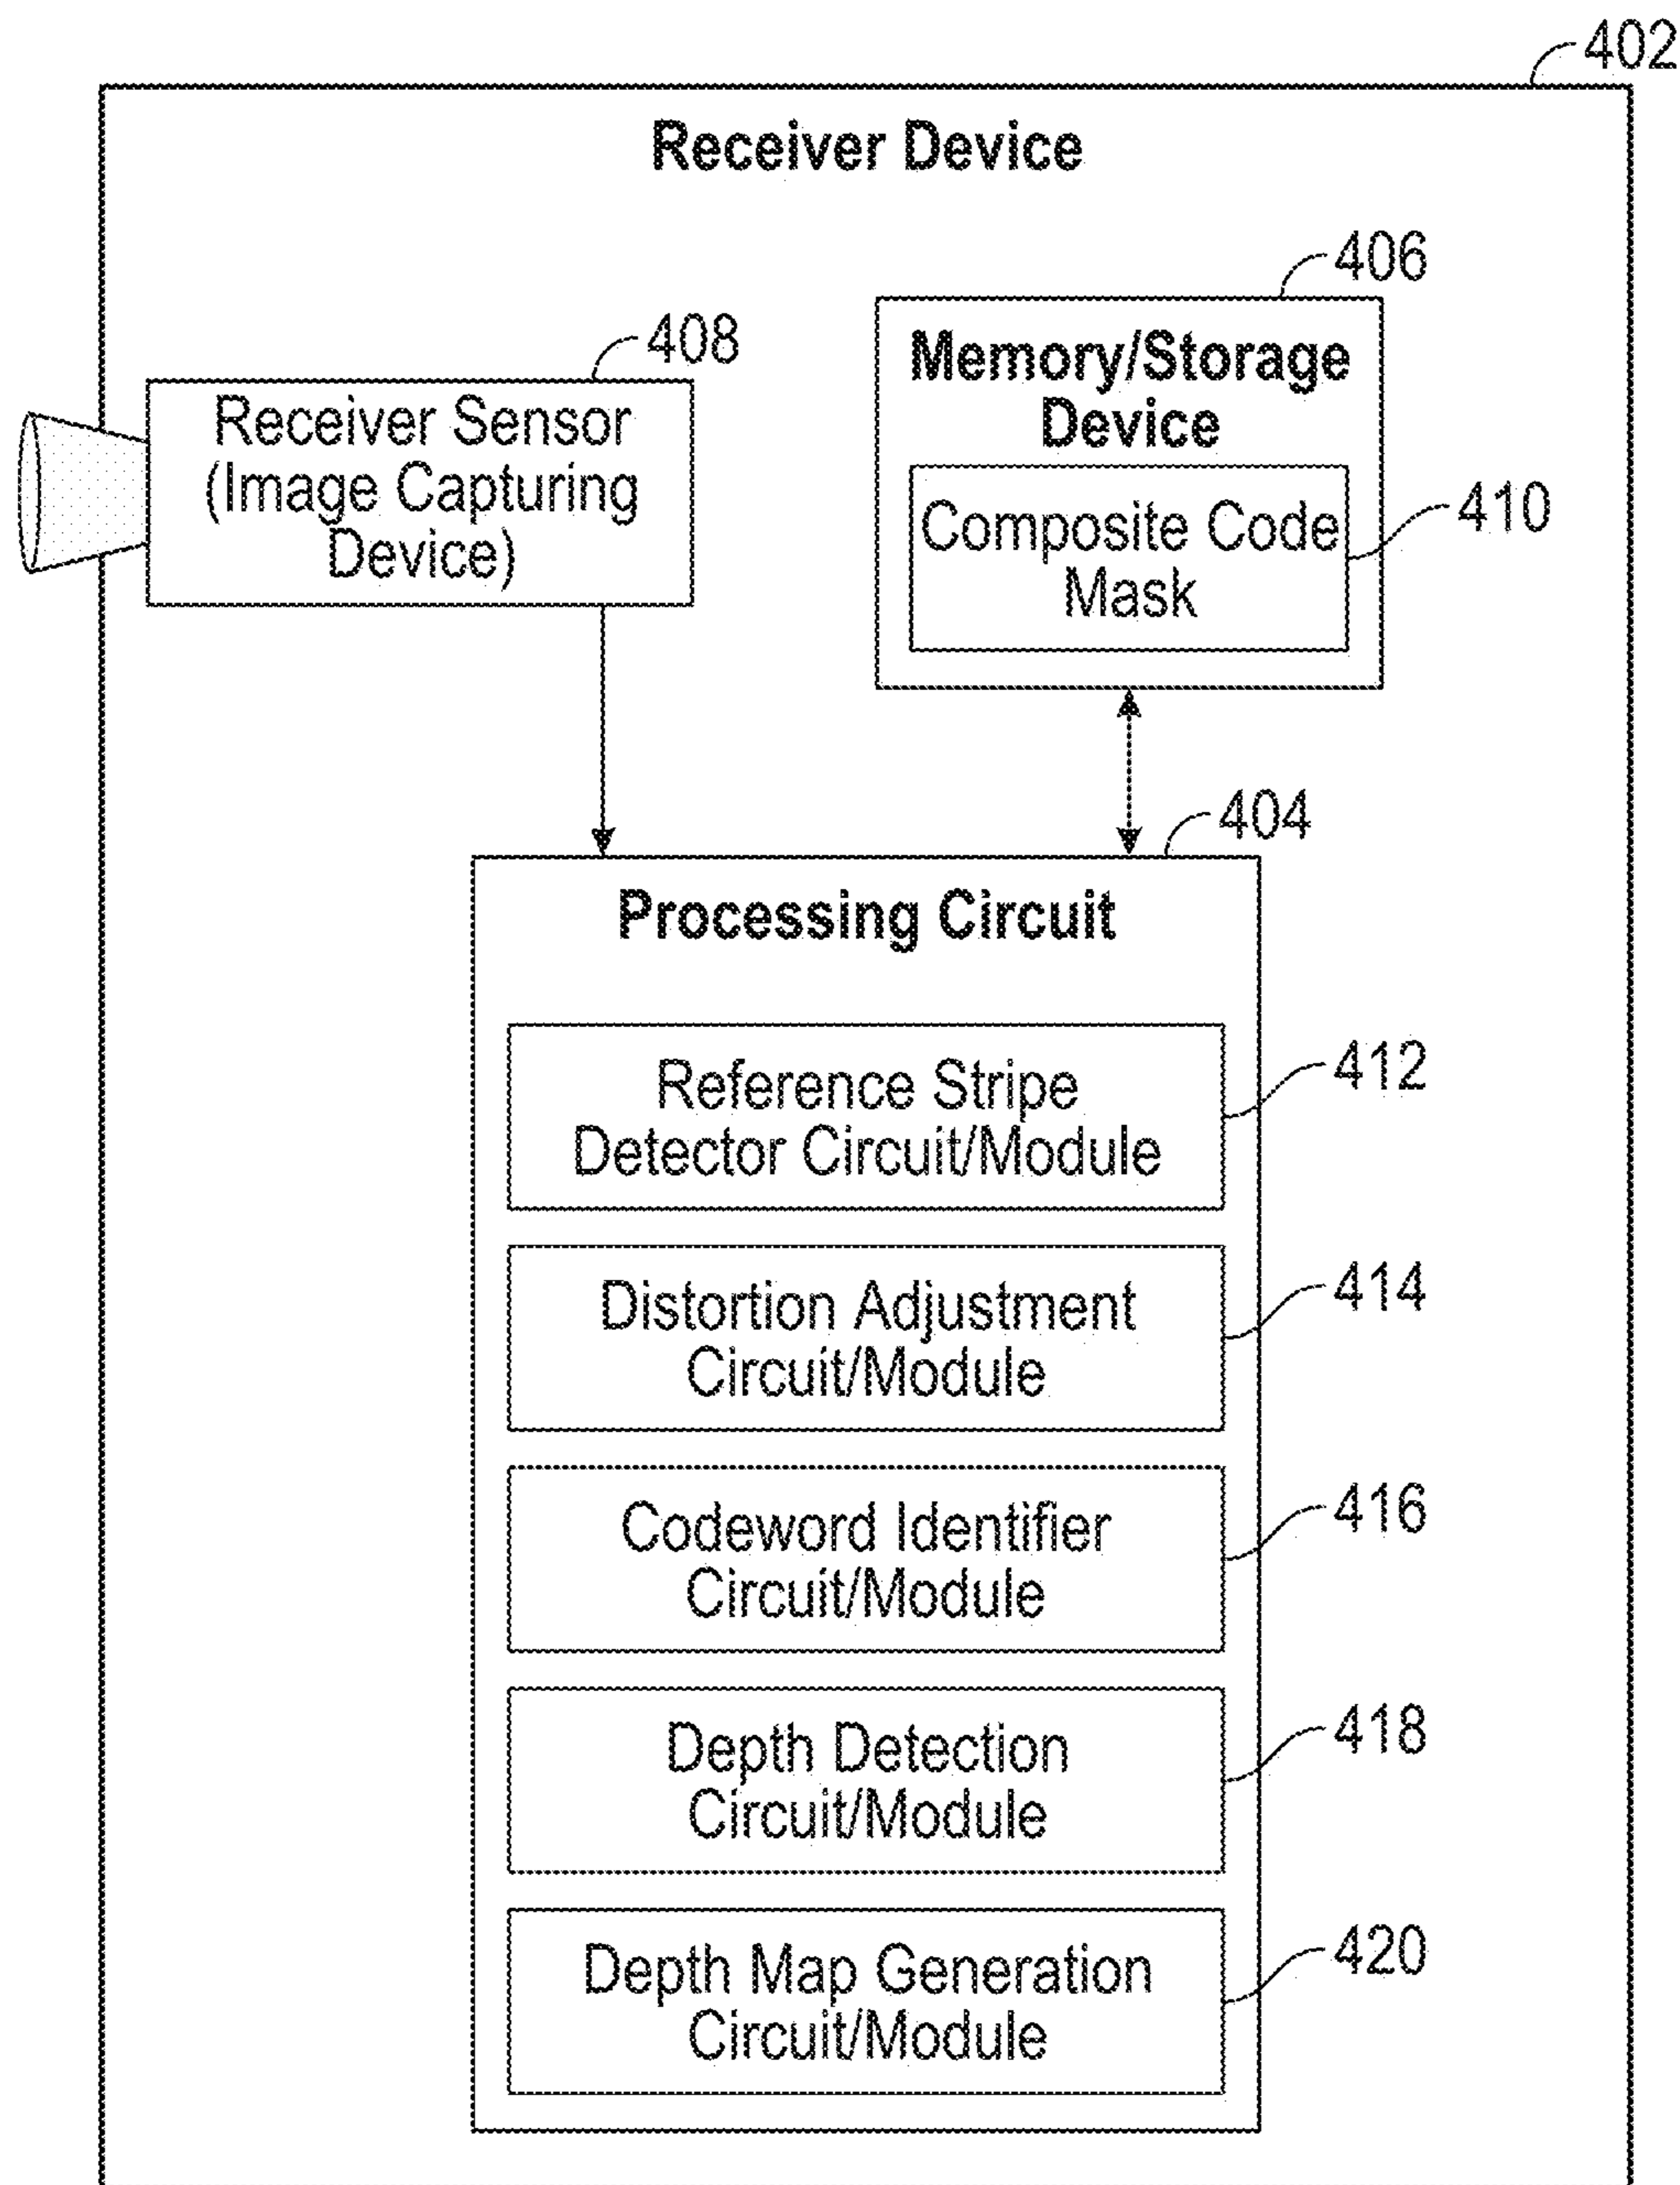 402
Receiver Device
406
408
Memory/Storage
Device
Receiver Sensor
(Image Capturing
Device)
Composite Code
Mask
410
404
Processing Circuit
Reference Stripe
Detector Circuit/Module
412
Distortion Adjustment
Circuit/Module
414
Codeword Identifier
Circuit/Module
416
Depth Detection
Circuit/Module
418
Depth Map Generation
Circuit/Module
420